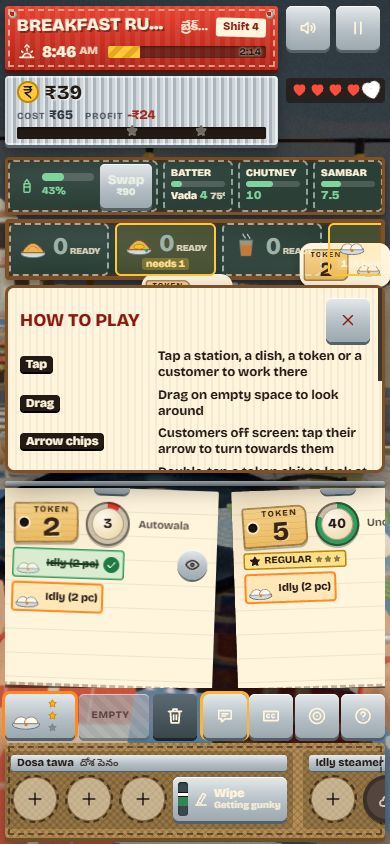 BREAKFAST RU...
Shift 4
8:46 AM
2:14
₹ ₹39
COST ₹65 PROFIT -₹24
43%
Swap
₹90
BATTER
Vada 4 75
CHUTNEY
10
SAMBAR
7.5
0 READY
0 READY
needs 1
0
TOKEN
2
HOW TO PLAY
Tap
Tap a station, a dish, a token or a
customer to work there
Drag
Drag on empty space to look
around
Arrow chips
Customers off screen: tap their
arrow to turn towards them
TOKEN
2
3
Autowala
Idly (2 pc)
Idly (2 pc)
TOKEN
5
40
REGULAR
Idly (2 pc)
EMPTY
CC
?
Dosa tawa దోశ పెనం
Idly steamer
Wipe
Getting gunky